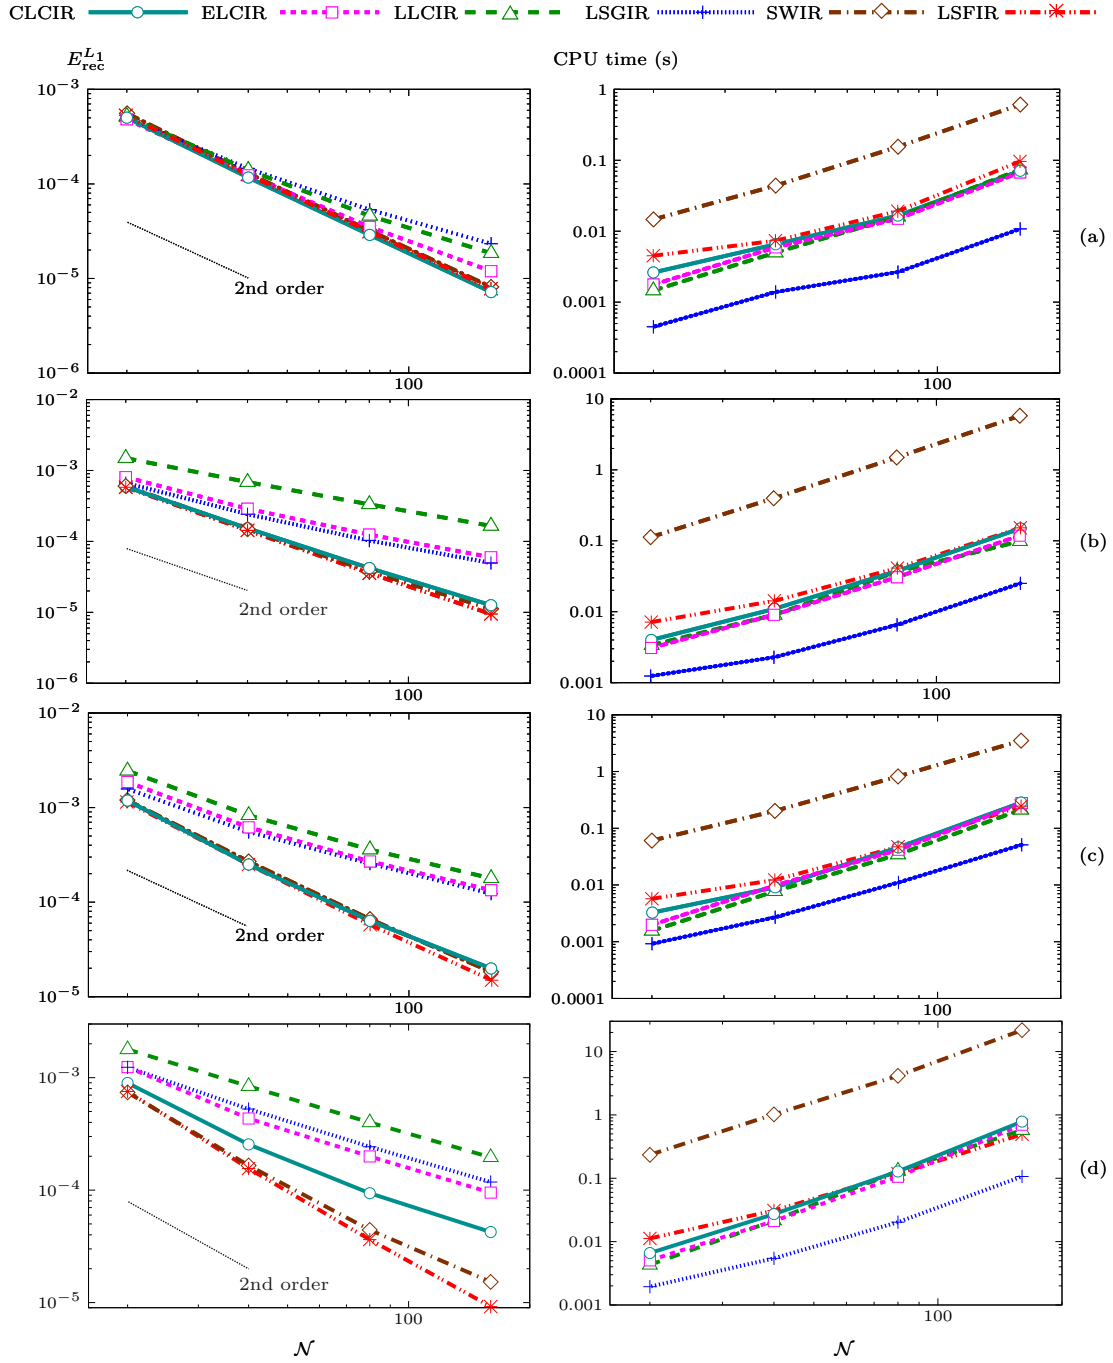 CLCIR ELCIR LLCIR LSGIR SWIR LSFIR
E_rec^L1 CPU time (s)
10−3 1
10−4 0.1
0.01
(a)
10−5 0.001
2nd order
10−6 0.0001
100 100
10−2 10
10−3 1
10−4 0.1
(b)
10−5 0.01
2nd order
10−6 0.001
100 100
10−2 10
1
10−3 0.1
0.01
(c)
10−4 0.001
2nd order
10−5 0.0001
100 100
10
10−3 1
0.1
(d)
10−4 0.01
2nd order
10−5 0.001
100 100
𝒩 𝒩